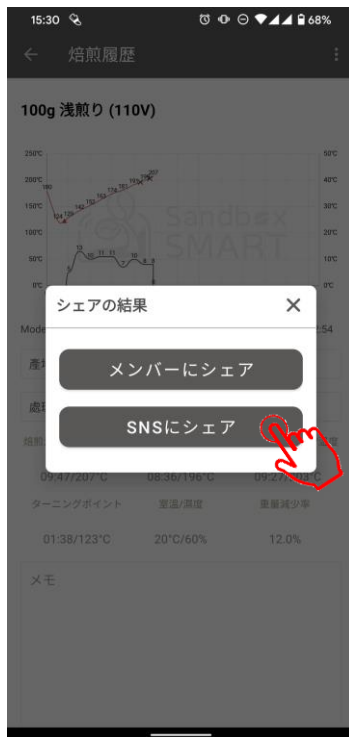 15:30 68%
焙煎履歴
100g 浅煎り (110V)
250℃ 50℃
200℃ 40℃
150℃ 30℃
100℃ 20℃
50℃ 10℃
0℃ 0℃
Sandbox
SMART
シェアの結果
メンバーにシェア
SNSにシェア
09:47/207°C 08:36/196°C
ターニングポイント 室温/濕度 重量減少率
01:38/123°C 20°C/60% 12.0%
メモ